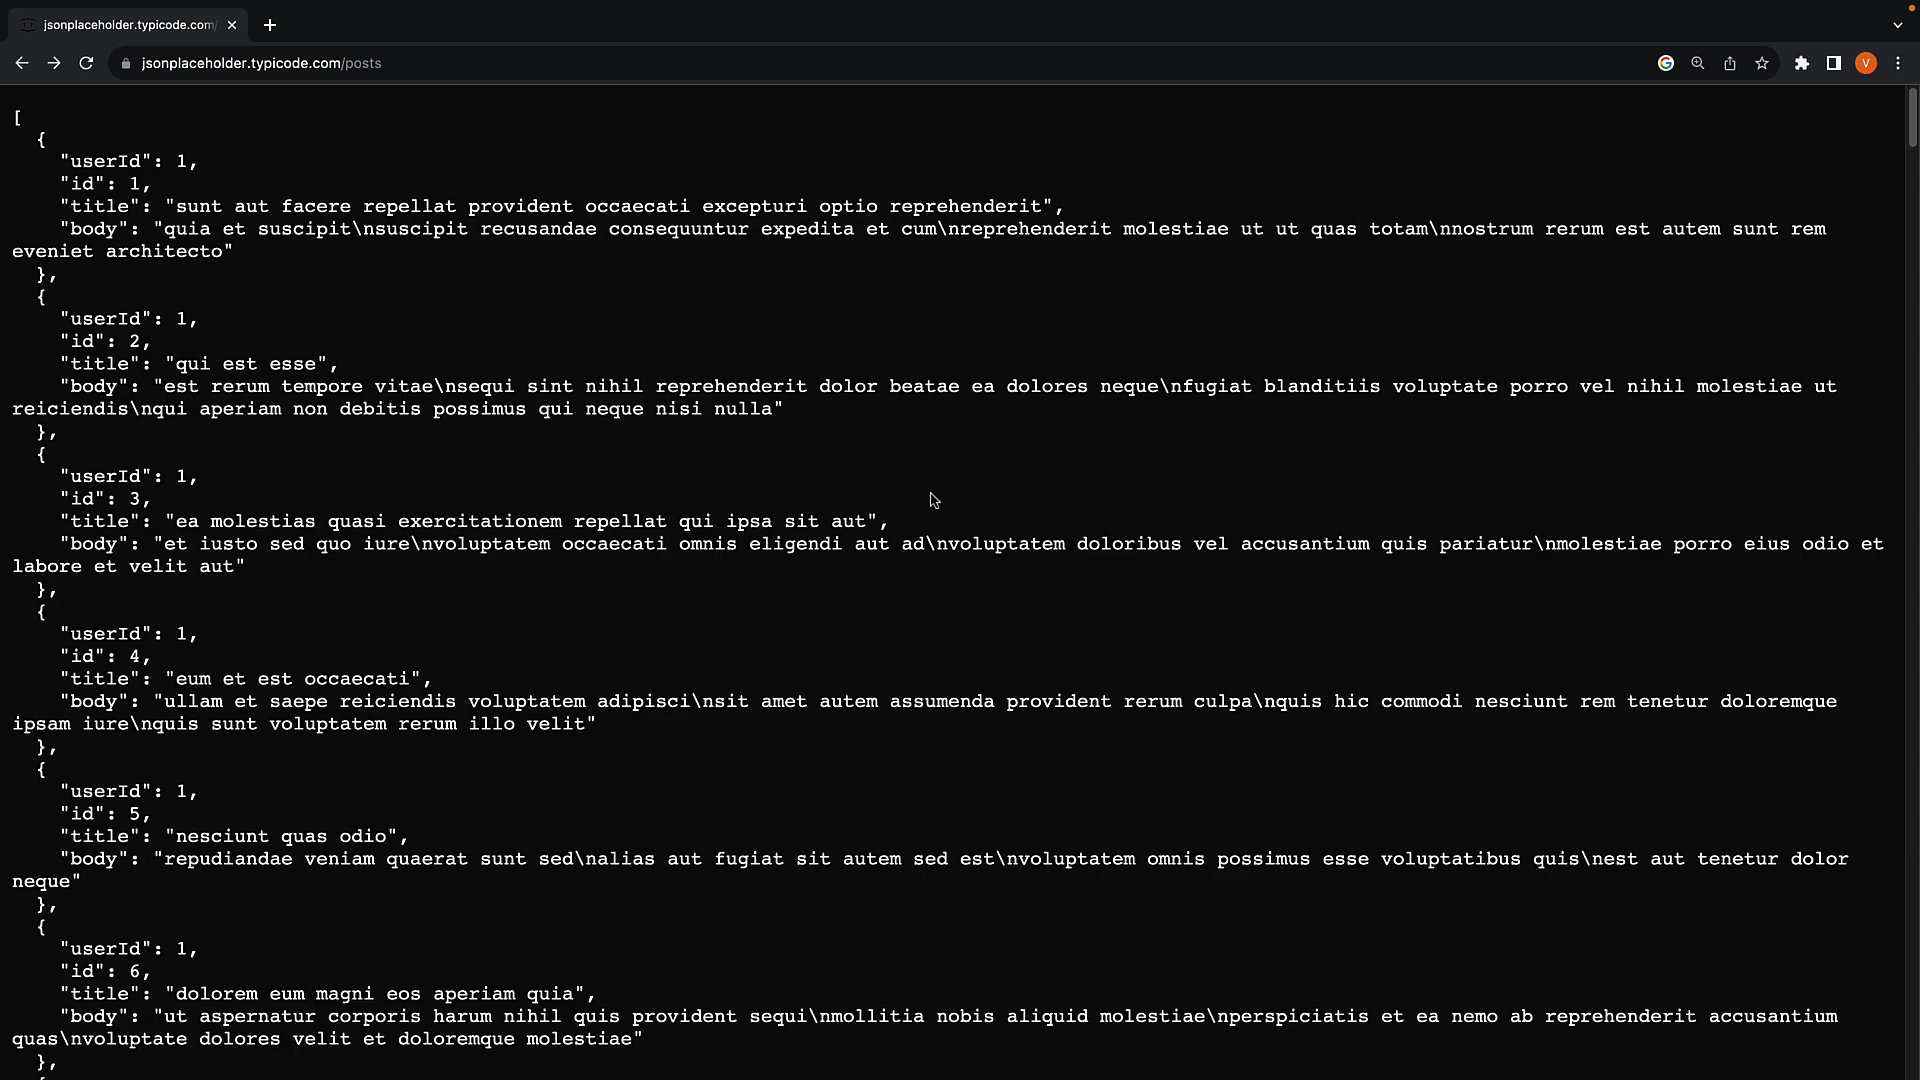 jsonplaceholder.typicode.com/
jsonplaceholder.typicode.com/posts
V
[
{
"userId": 1,
"id": 1,
"title": "sunt aut facere repellat provident occaecati excepturi optio reprehenderit",
"body": "quia et suscipit\nsuscipit recusandae consequuntur expedita et cum\nreprehenderit molestiae ut ut quas totam\nnostrum rerum est autem sunt rem
eveniet architecto"
},
{
"userId": 1,
"id": 2,
"title": "qui est esse",
"body": "est rerum tempore vitae\nsequi sint nihil reprehenderit dolor beatae ea dolores neque\nfugiat blanditiis voluptate porro vel nihil molestiae ut
reiciendis\nqui aperiam non debitis possimus qui neque nisi nulla"
},
{
"userId": 1,
"id": 3,
"title": "ea molestias quasi exercitationem repellat qui ipsa sit aut",
"body": "et iusto sed quo iure\nvoluptatem occaecati omnis eligendi aut ad\nvoluptatem doloribus vel accusantium quis pariatur\nmolestiae porro eius odio et
labore et velit aut"
},
{
"userId": 1,
"id": 4,
"title": "eum et est occaecati",
"body": "ullam et saepe reiciendis voluptatem adipisci\nsit amet autem assumenda provident rerum culpa\nquis hic commodi nesciunt rem tenetur doloremque
ipsam iure\nquis sunt voluptatem rerum illo velit"
},
{
"userId": 1,
"id": 5,
"title": "nesciunt quas odio",
"body": "repudiandae veniam quaerat sunt sed\nalias aut fugiat sit autem sed est\nvoluptatem omnis possimus esse voluptatibus quis\nest aut tenetur dolor
neque"
},
{
"userId": 1,
"id": 6,
"title": "dolorem eum magni eos aperiam quia",
"body": "ut aspernatur corporis harum nihil quis provident sequi\nmollitia nobis aliquid molestiae\nperspiciatis et ea nemo ab reprehenderit accusantium
quas\nvoluptate dolores velit et doloremque molestiae"
},